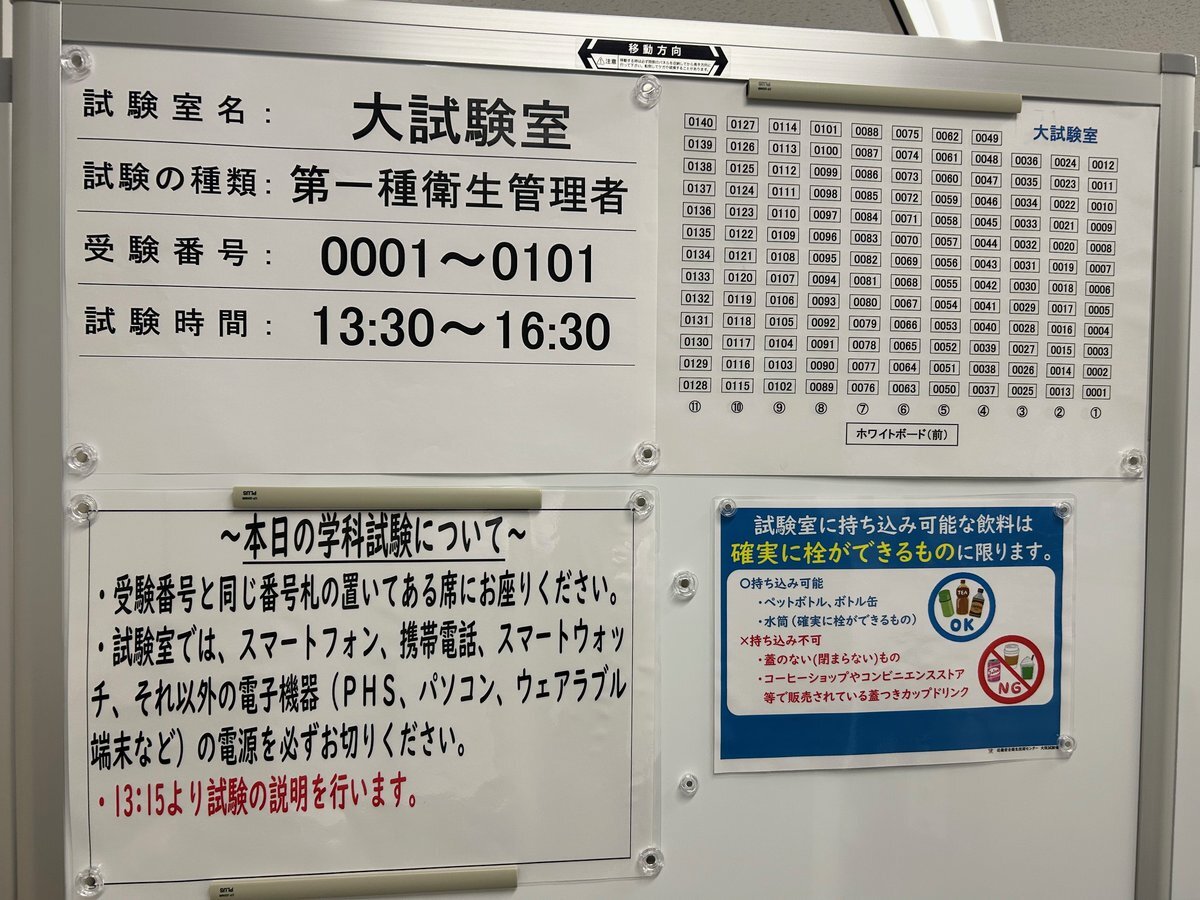 移動方向
注意
PLUS
試験室名：　大試験室
試験の種類：第一種衛生管理者
受験番号：　0001～0101
試験時間：　13:30～16:30
大試験室
0140 0127 0114 0101 0088 0075 0062 0049
0139 0126 0113 0100 0087 0074 0061 0048 0036 0024 0012
0138 0125 0112 0099 0086 0073 0060 0047 0035 0023 0011
0137 0124 0111 0098 0085 0072 0059 0046 0034 0022 0010
0136 0123 0110 0097 0084 0071 0058 0045 0033 0021 0009
0135 0122 0109 0096 0083 0070 0057 0044 0032 0020 0008
0134 0121 0108 0095 0082 0069 0056 0043 0031 0019 0007
0133 0120 0107 0094 0081 0068 0055 0042 0030 0018 0006
0132 0119 0106 0093 0080 0067 0054 0041 0029 0017 0005
0131 0118 0105 0092 0079 0066 0053 0040 0028 0016 0004
0130 0117 0104 0091 0078 0065 0052 0039 0027 0015 0003
0129 0116 0103 0090 0077 0064 0051 0038 0026 0014 0002
0128 0115 0102 0089 0076 0063 0050 0037 0025 0013 0001
⑪ ⑩ ⑨ ⑧ ⑦ ⑥ ⑤ ④ ③ ② ①
ホワイトボード（前）
PLUS
～本日の学科試験について～
・受験番号と同じ番号札の置いてある席にお座りください。
・試験室では、スマートフォン、携帯電話、スマートウォッ
チ、それ以外の電子機器（ＰＨＳ、パソコン、ウェアラブル
端末など）の電源を必ずお切りください。
・13:15より試験の説明を行います。
PLUS
試験室に持ち込み可能な飲料は
確実に栓ができるものに限ります。
〇持ち込み可能
・ペットボトル、ボトル缶
・水筒（確実に栓ができるもの）
TEA
OK
×持ち込み不可
・蓋のない（閉まらない）もの
・コーヒーショップやコンビニエンスストア
等で販売されている蓋つきカップドリンク
NG